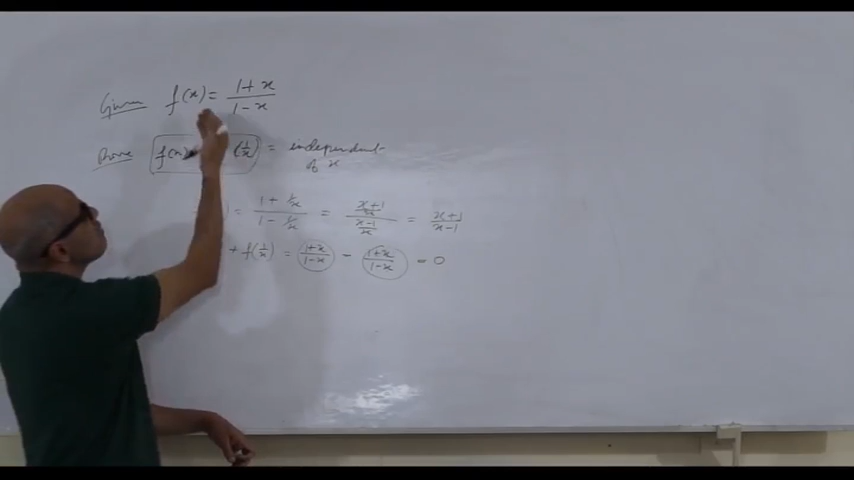 Given f(x) = (1+x)/(1-x)
Prove f(x) (1/x) = independent
of x
) = (1 + 1/x)/(1 - 1/x) = ((x+1)/x)/((x-1)/x) = (x+1)/(x-1)
+ f(1/x) = (1+x)/(1-x) - (1+x)/(1-x) = 0